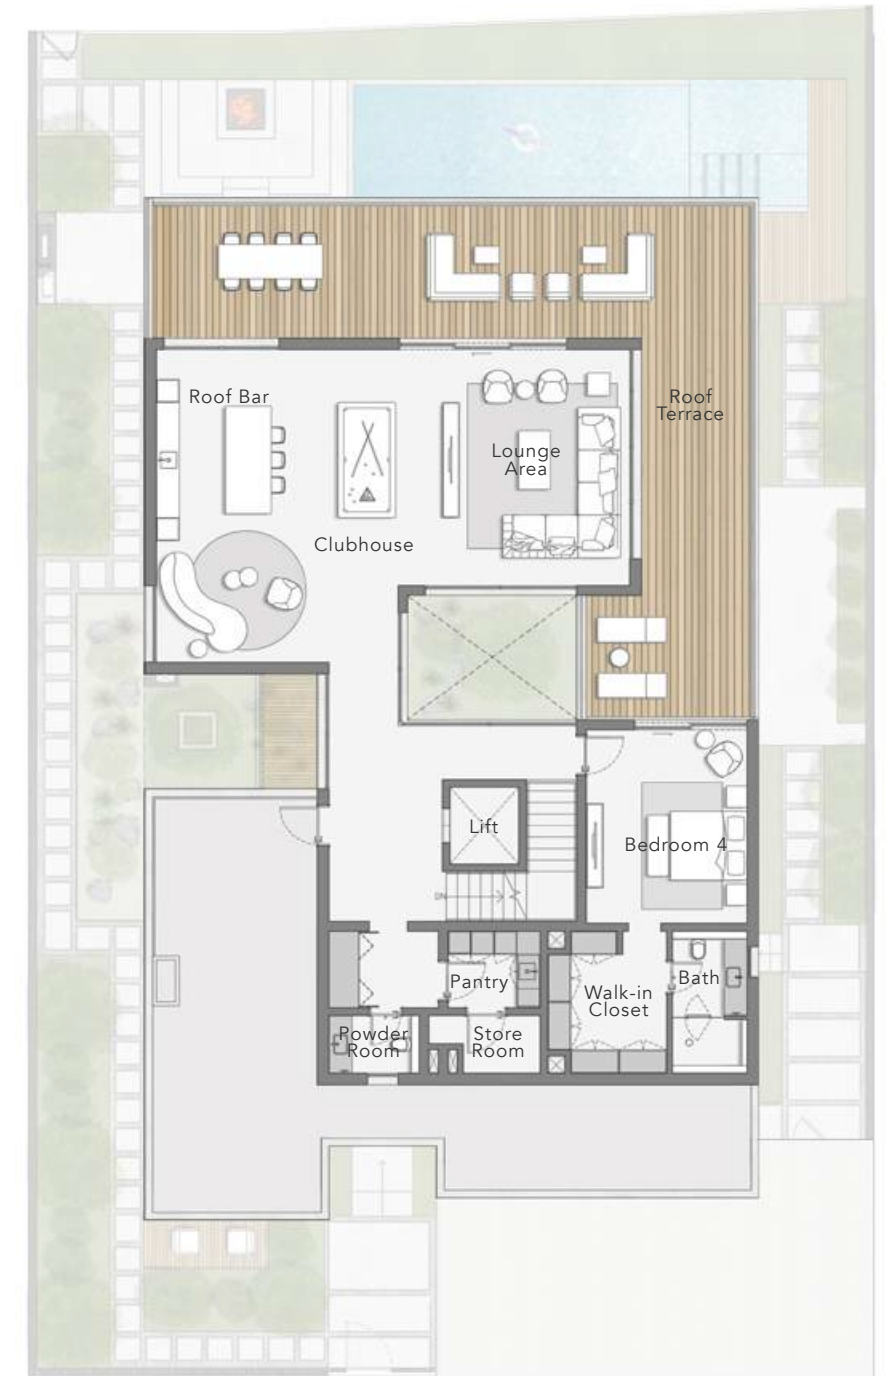 Roof Bar
Roof
Terrace
Lounge
Area
Clubhouse
Lift
Bedroom 4
Pantry
Walk-in
Closet
Bath
Powder
Room
Store
Room